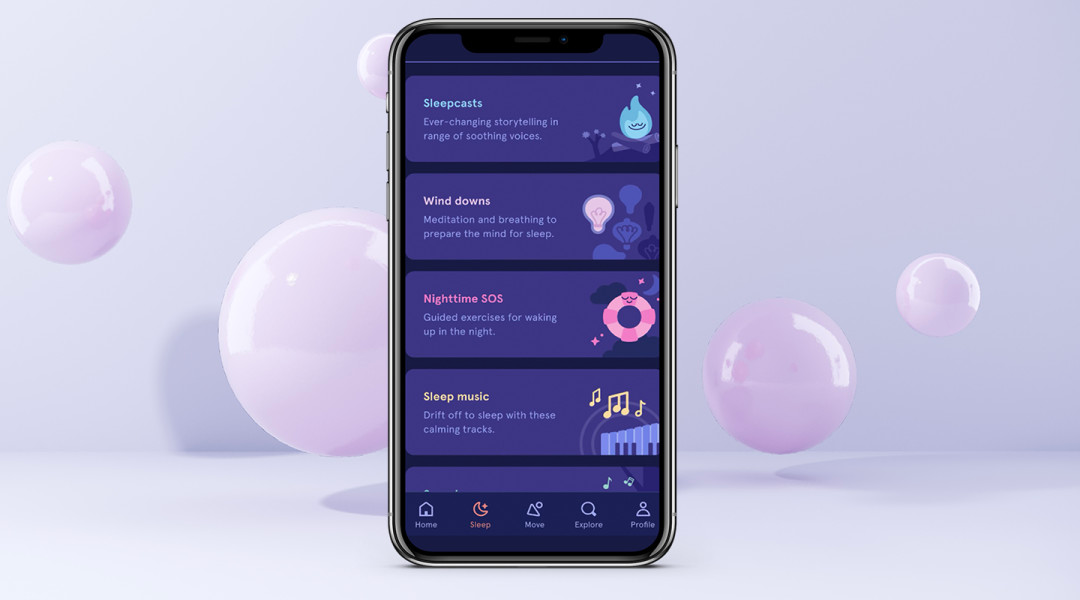 Sleepcasts
Ever-changing storytelling in
range of soothing voices.
Wind downs
Meditation and breathing to
prepare the mind for sleep.
Nighttime SOS
Guided exercises for waking
up in the night.
Sleep music
Drift off to sleep with these
calming tracks.
Home Sleep Move Explore Profile